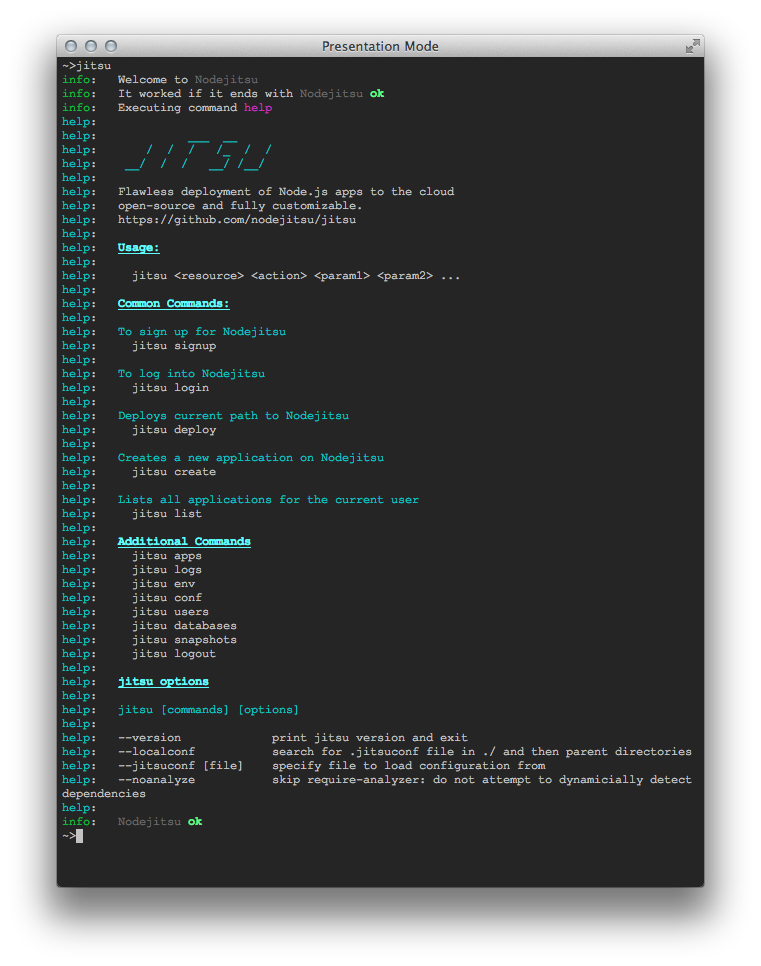 Presentation Mode
~>jitsu
info:   Welcome to Nodejitsu
info:   It worked if it ends with Nodejitsu ok
info:   Executing command help
help:
help:             ___  __
help:       /  /  /   /_  /  /
help:    __/  /  /   __/ /__/
help:
help:   Flawless deployment of Node.js apps to the cloud
help:   open-source and fully customizable.
help:   https://github.com/nodejitsu/jitsu
help:
help:   Usage:
help:
help:     jitsu <resource> <action> <param1> <param2> ...
help:
help:   Common Commands:
help:
help:   To sign up for Nodejitsu
help:     jitsu signup
help:
help:   To log into Nodejitsu
help:     jitsu login
help:
help:   Deploys current path to Nodejitsu
help:     jitsu deploy
help:
help:   Creates a new application on Nodejitsu
help:     jitsu create
help:
help:   Lists all applications for the current user
help:     jitsu list
help:
help:   Additional Commands
help:     jitsu apps
help:     jitsu logs
help:     jitsu env
help:     jitsu conf
help:     jitsu users
help:     jitsu databases
help:     jitsu snapshots
help:     jitsu logout
help:
help:   jitsu options
help:
help:   jitsu [commands] [options]
help:
help:   --version             print jitsu version and exit
help:   --localconf           search for .jitsuconf file in ./ and then parent directories
help:   --jitsuconf [file]    specify file to load configuration from
help:   --noanalyze           skip require-analyzer: do not attempt to dynamicially detect
dependencies
help:
info:   Nodejitsu ok
~>